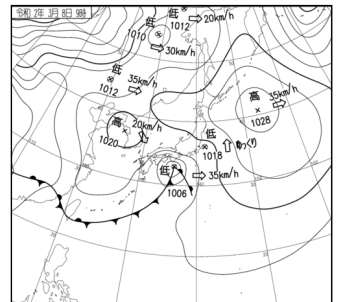 令和 2年 3月 8日 9時
低
1012
20km/h
低
1010
30km/h
低
1012
35km/h
高
1028
35km/h
高
1020
20km/h
低
1018
ゆっくり
低
1006
35km/h